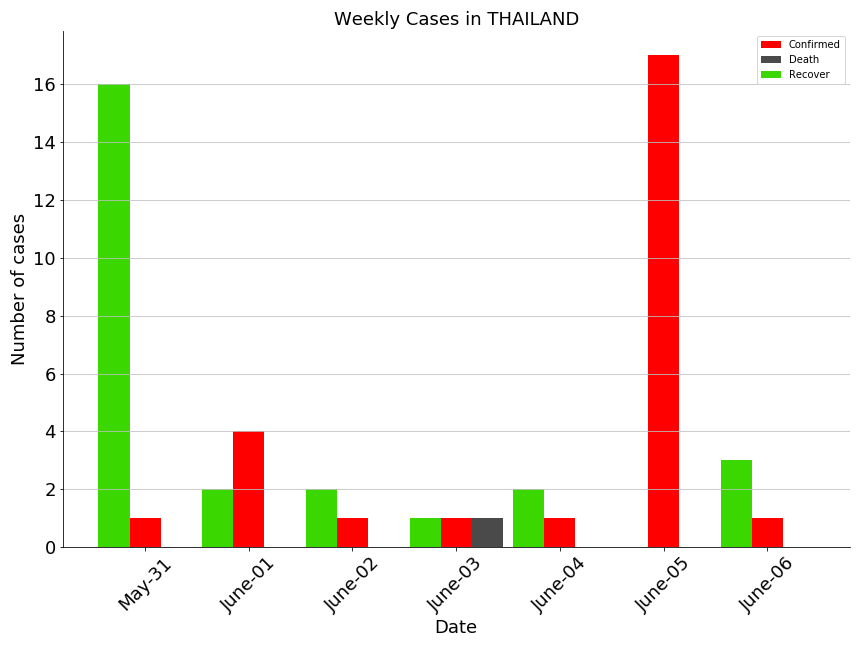 Weekly Cases in THAILAND
Confirmed
Death
Recover
Number of cases
16
14
12
10
8
6
4
2
0
May-31
June-01
June-02
June-03
June-04
June-05
June-06
Date